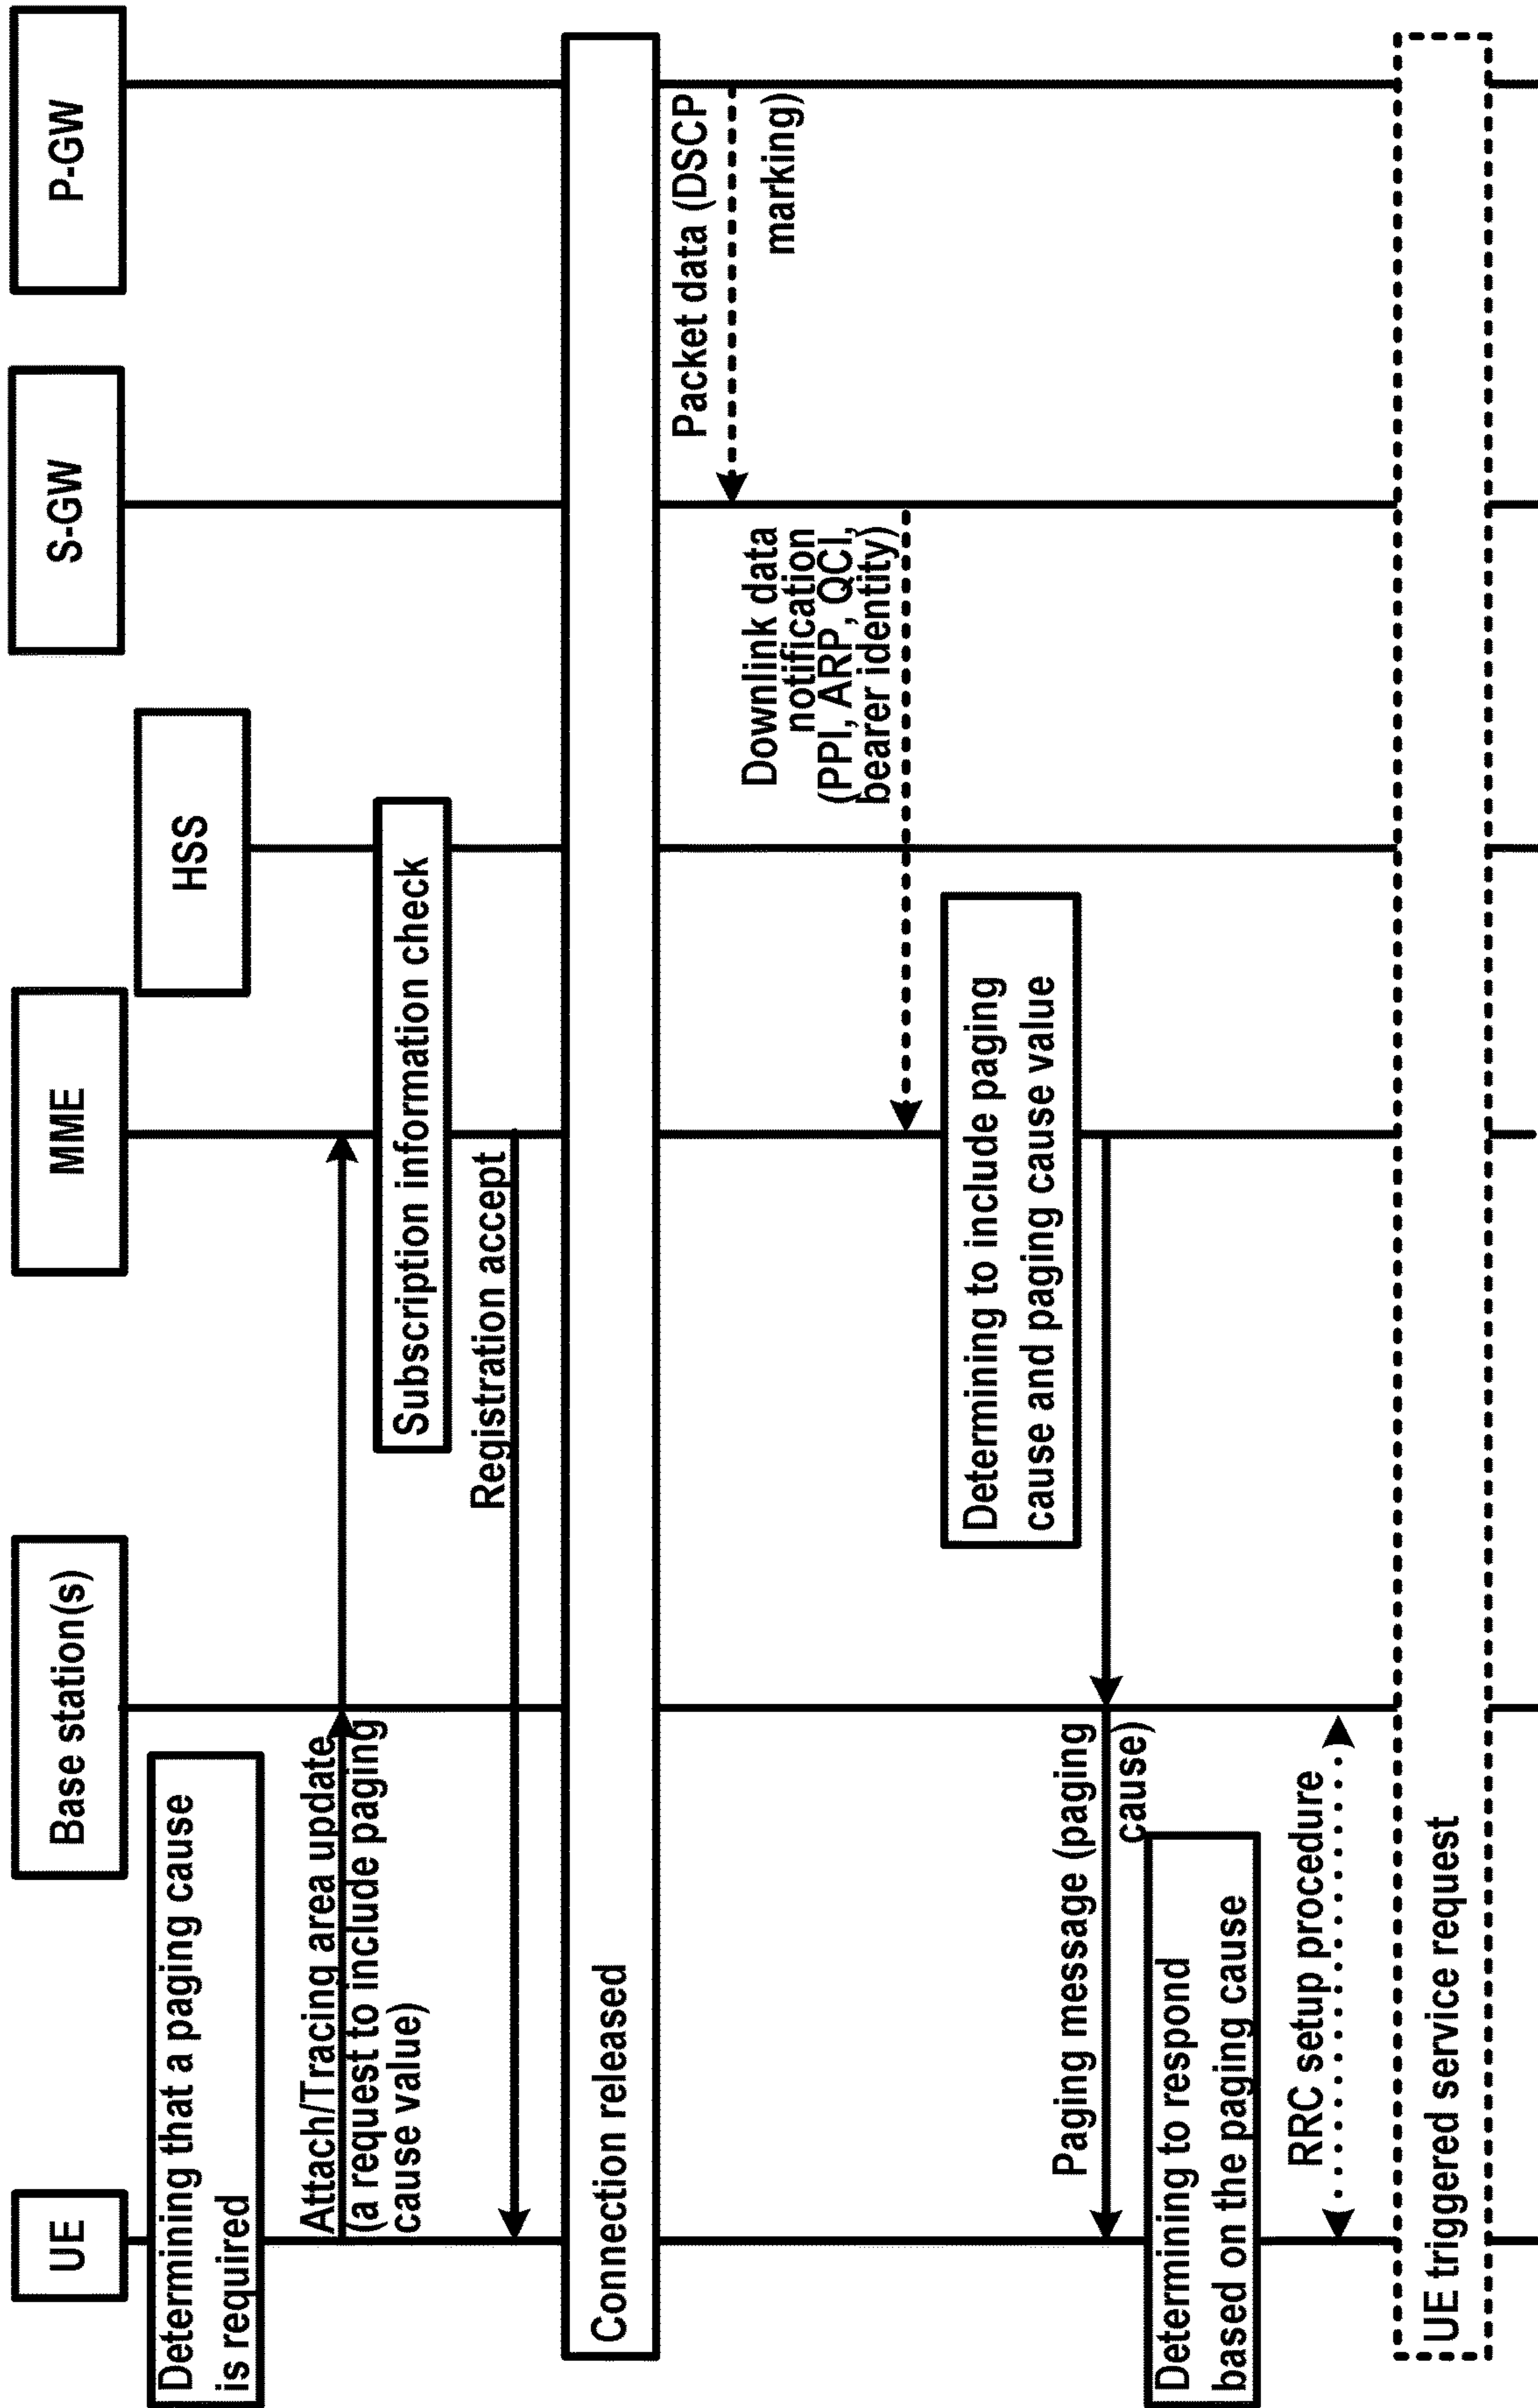 UE
Base station(s)
MME
HSS
S-GW
P-GW
Determining that a paging cause
is required
Attach/Tracing area update
(a request to include paging
cause value)
Subscription information check
Registration accept
Connection released
Packet data (DSCP
marking)
Downlink data
notification
(PPI, ARP, QCI,
bearer identity)
Determining to include paging
cause and paging cause value
Paging message (paging
cause)
Determining to respond
based on the paging cause
RRC setup procedure
UE triggered service request